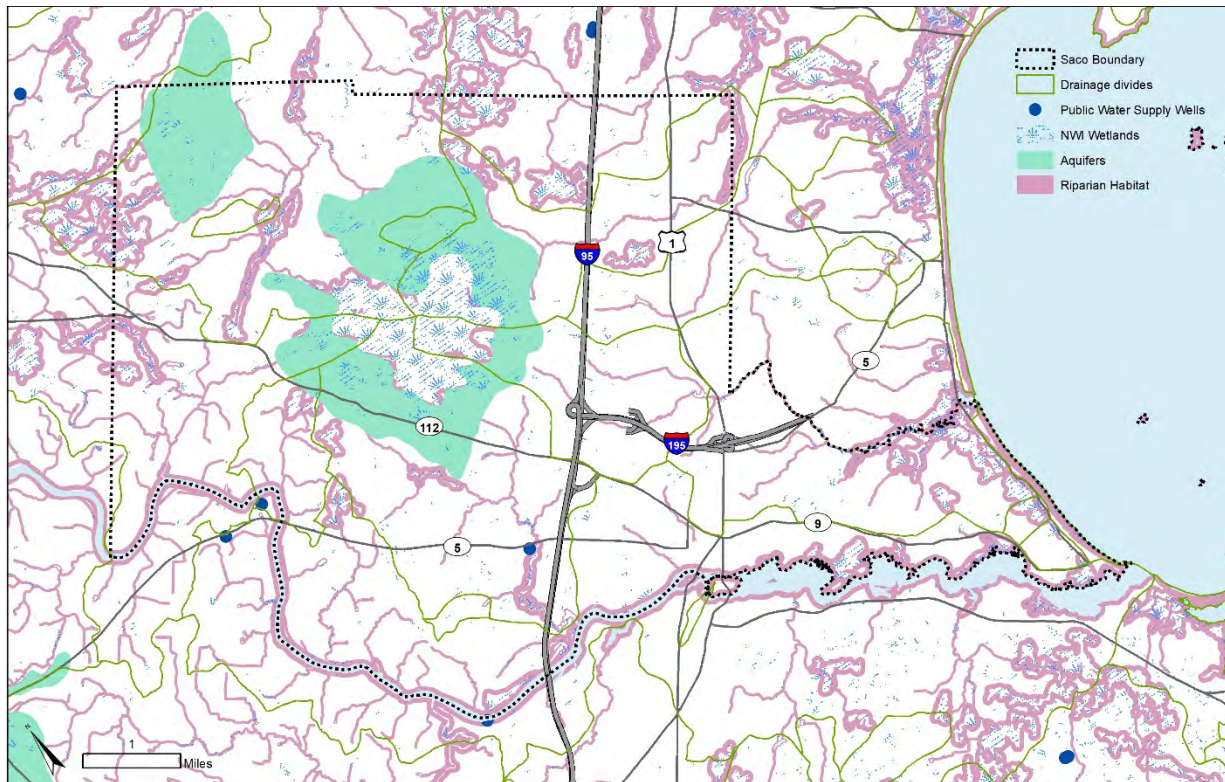 Saco Boundary
Drainage divides
Public Water Supply Wells
NWI Wetlands
Aquifers
Riparian Habitat
1
95
5
112
195
9
5
1
Miles